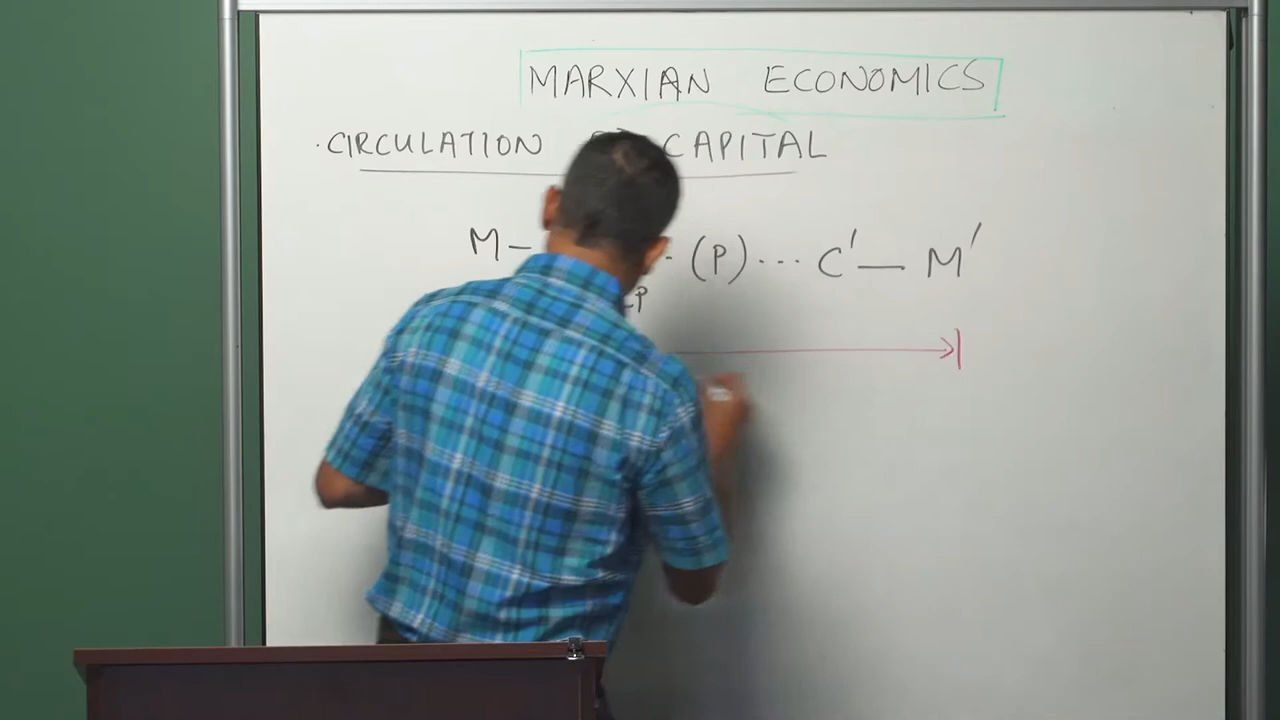 MARXIAN ECONOMICS
· CIRCULATION CAPITAL
M – (P) ... C' — M'
P